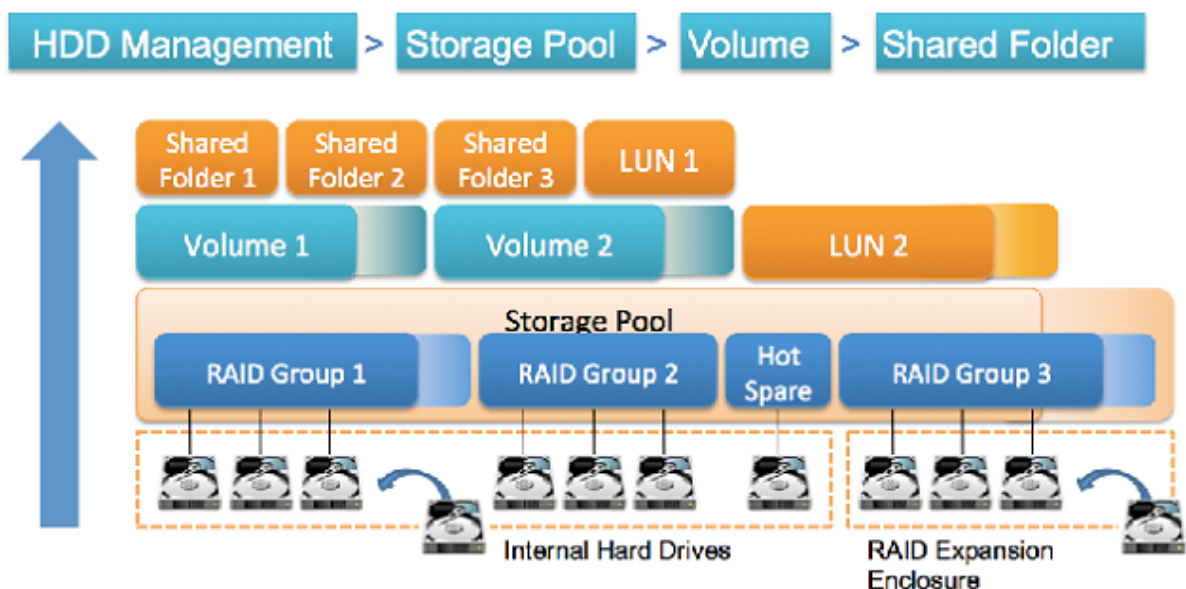 HDD Management > Storage Pool > Volume > Shared Folder
Shared Folder 1
Shared Folder 2
Shared Folder 3
LUN 1
Volume 1
Volume 2
LUN 2
Storage Pool
RAID Group 1
RAID Group 2
Hot Spare
RAID Group 3
Internal Hard Drives
RAID Expansion
Enclosure